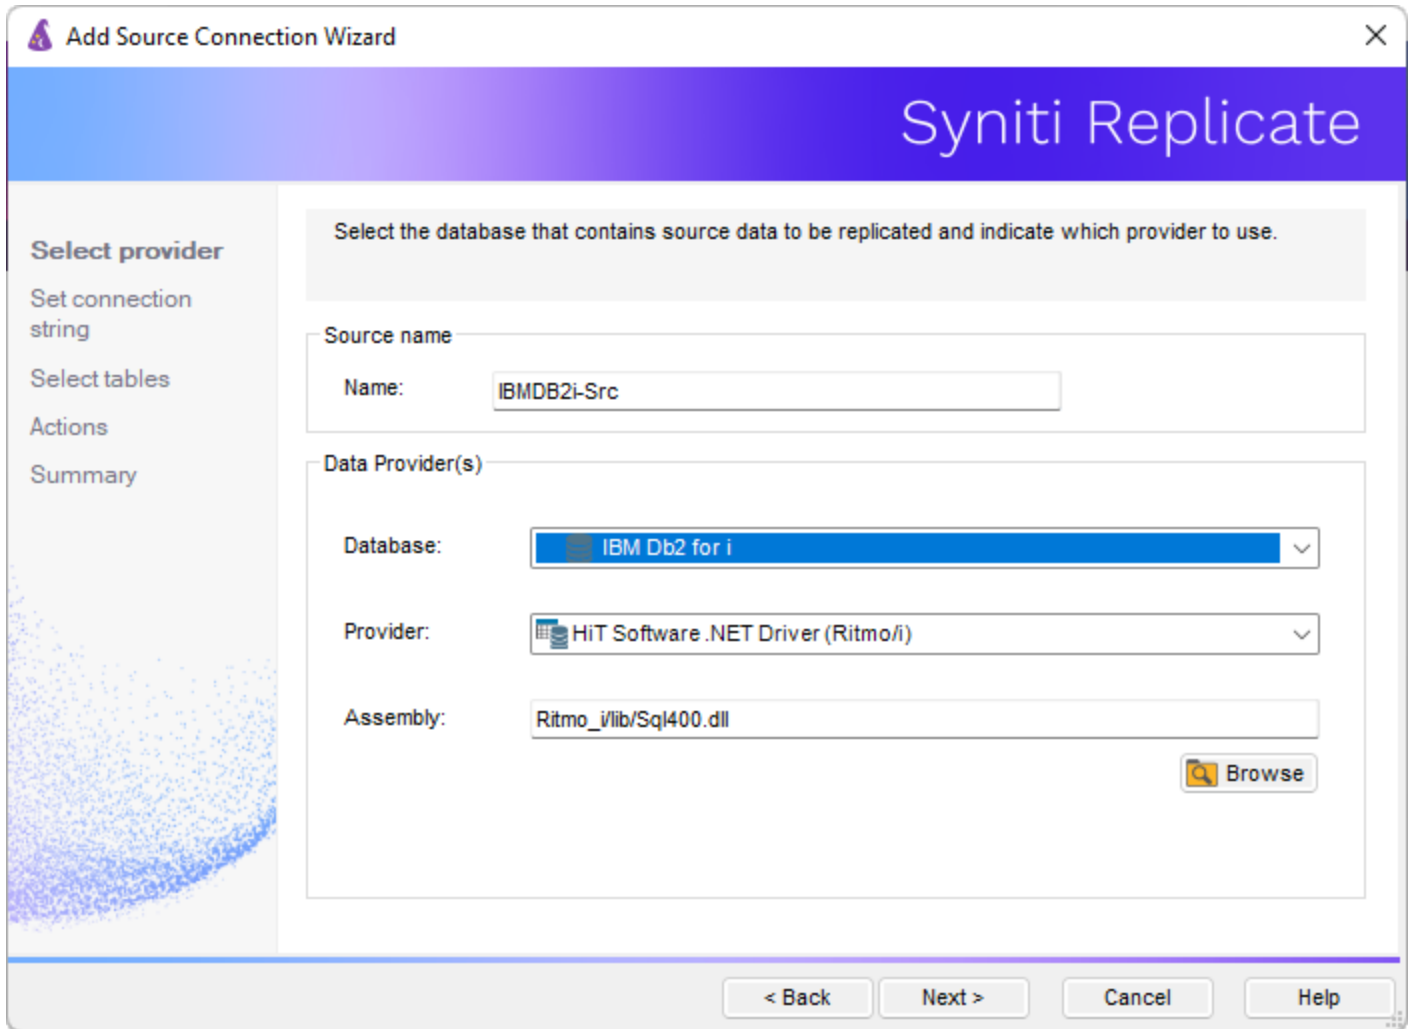 Add Source Connection Wizard
Syniti Replicate
Select provider
Set connection
string
Select tables
Actions
Summary
Select the database that contains source data to be replicated and indicate which provider to use.
Source name
Name:
IBMDB2i-Src
Data Provider(s)
Database:
IBM Db2 for i
Provider:
HiT Software .NET Driver (Ritmo/i)
Assembly:
Ritmo_i/lib/Sql400.dll
Browse
< Back
Next >
Cancel
Help